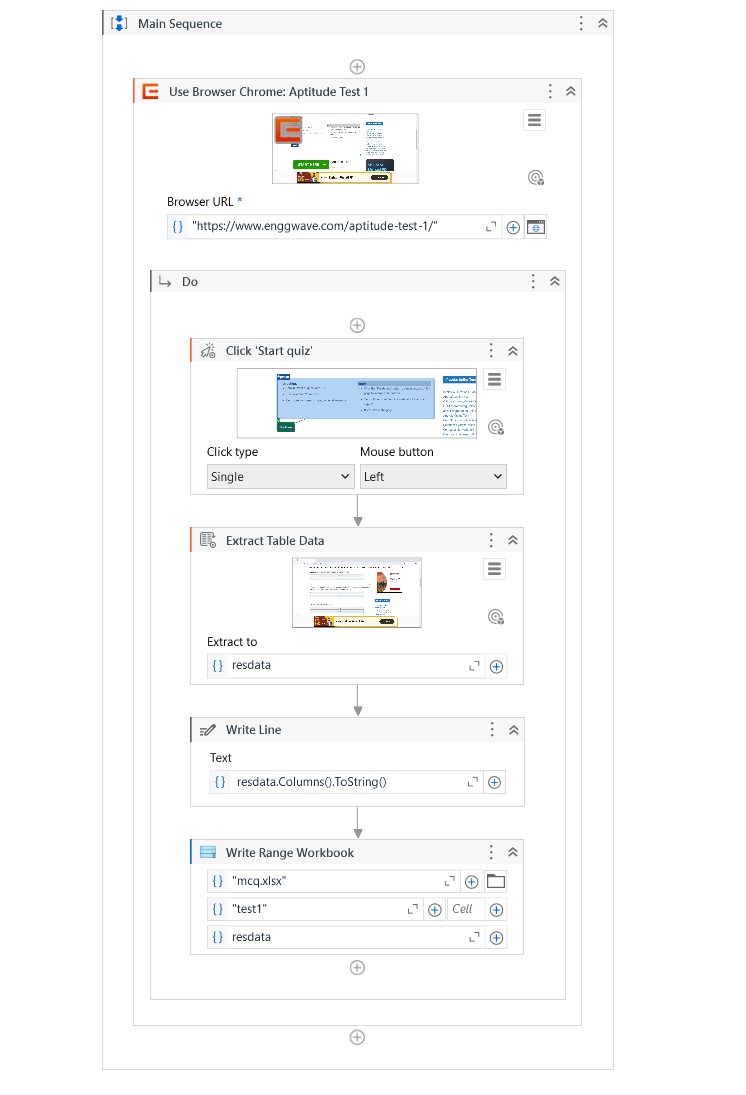 Main Sequence
Use Browser Chrome: Aptitude Test 1
Browser URL *
"https://www.enggwave.com/aptitude-test-1/"
Do
Click 'Start quiz'
Click type Mouse button
Single Left
Extract Table Data
Extract to
resdata
Write Line
Text
resdata.Columns().ToString()
Write Range Workbook
"mcq.xlsx"
"test1" Cell
resdata